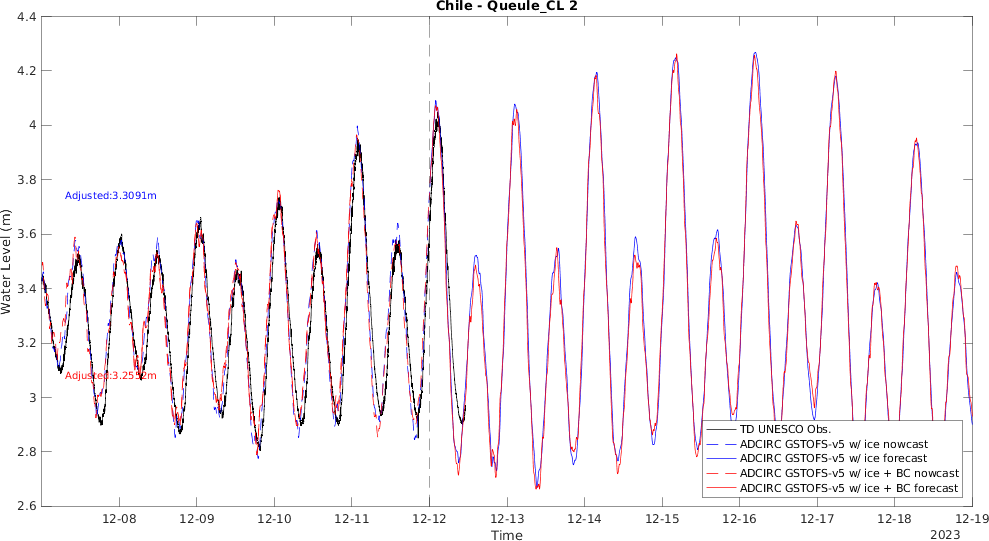 Chile - Queule_CL 2
4.4
4.2
4
3.8
3.6
3.4
3.2
3
2.8
2.6
Water Level (m)
Adjusted:3.3091m
Adjusted:3.2552m
TD UNESCO Obs.
ADCIRC GSTOFS-v5 w/ ice nowcast
ADCIRC GSTOFS-v5 w/ ice forecast
ADCIRC GSTOFS-v5 w/ ice + BC nowcast
ADCIRC GSTOFS-v5 w/ ice + BC forecast
12-08 12-09 12-10 12-11 12-12 12-13 12-14 12-15 12-16 12-17 12-18 12-19
Time
2023